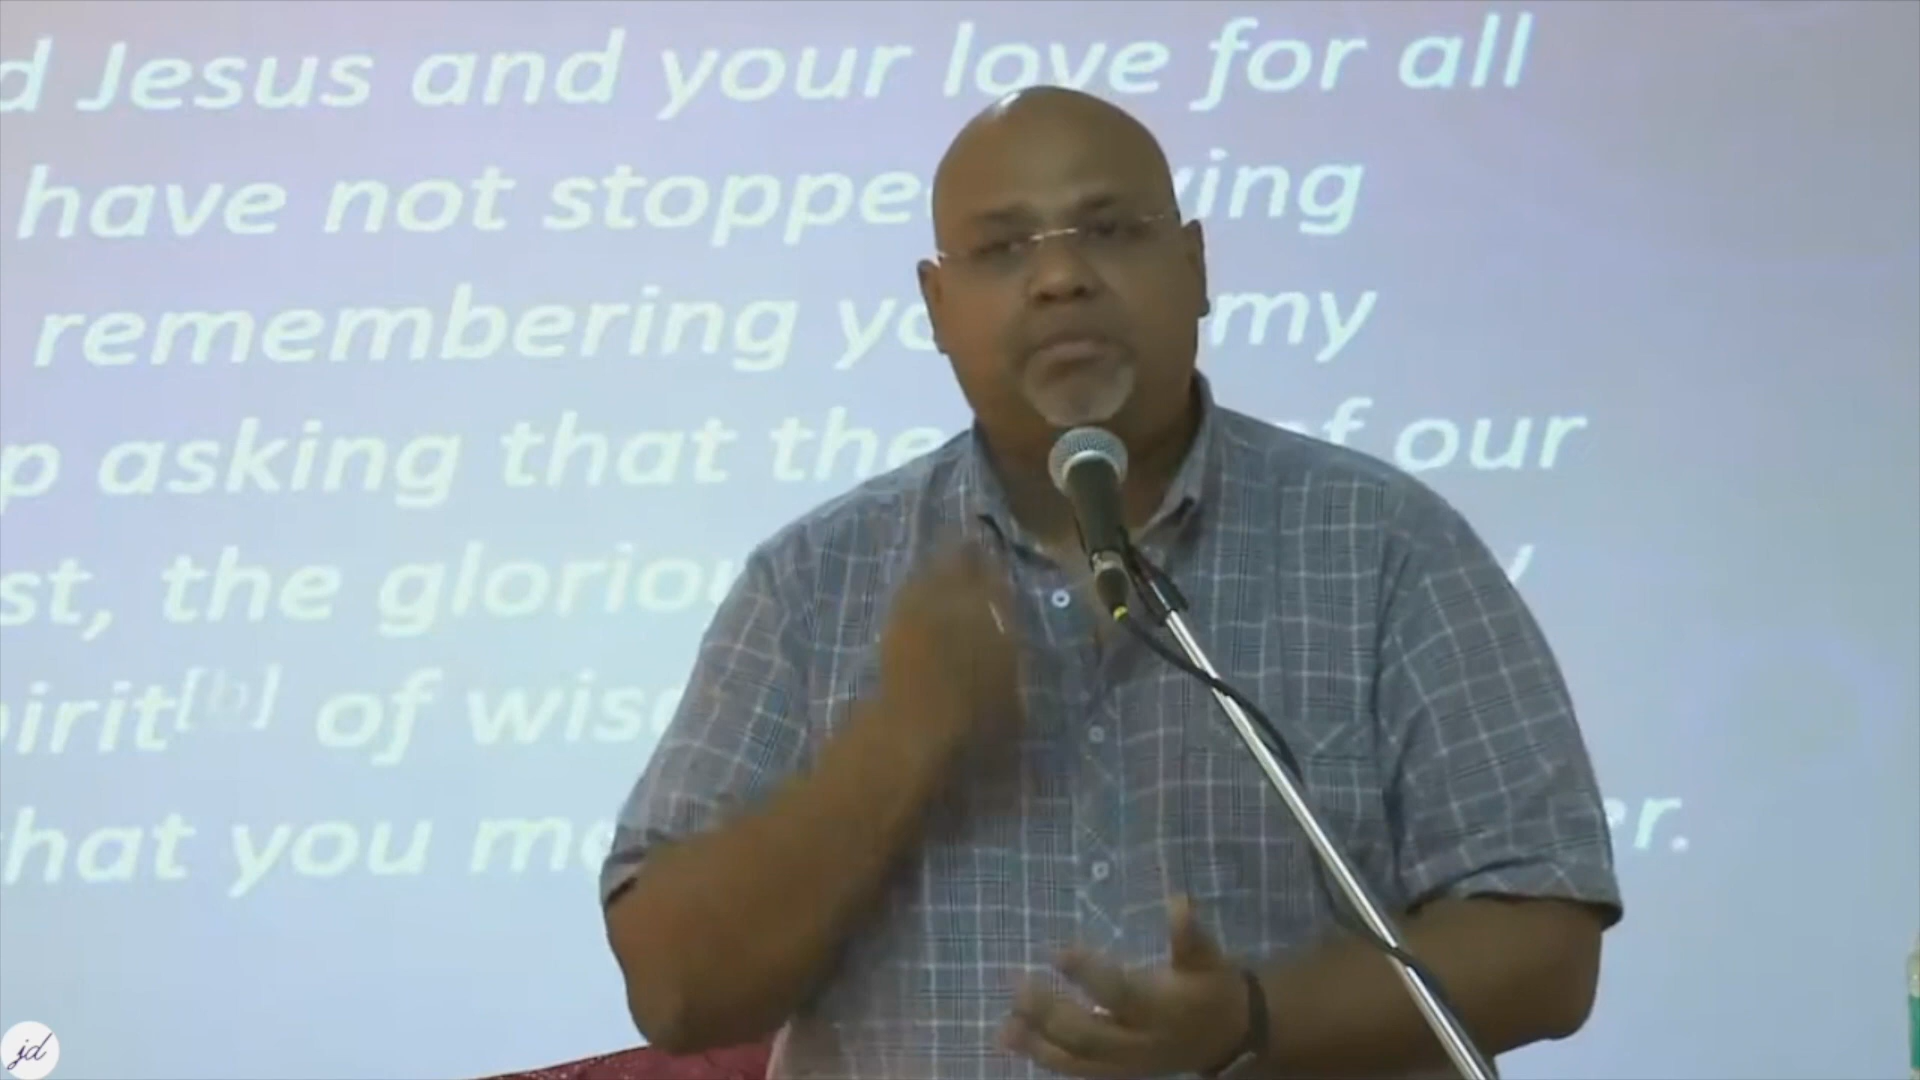 d Jesus and your love for all
have not stoppe ving
remembering yo my
p asking that the of our
st, the gloriou y
pirit[b] of wis
hat you m er.
jd